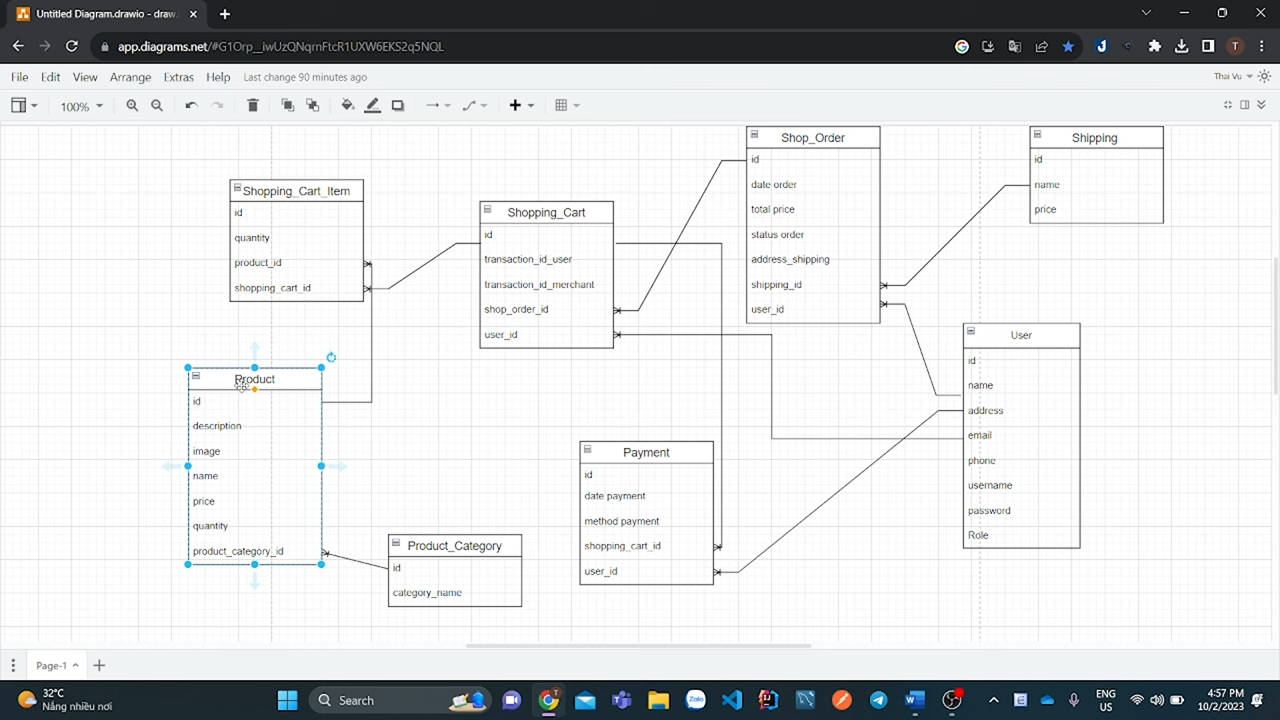 Untitled Diagram.drawio - draw.
app.diagrams.net/#G1Orp__iwUzQNqrnFtcR1UXW6EKS2q5NQL
T
File Edit View Arrange Extras Help Last change 90 minutes ago
Thai Vu
100%
Shopping_Cart_Item
id
quantity
product_id
shopping_cart_id
Shopping_Cart
id
transaction_id_user
transaction_id_merchant
shop_order_id
user_id
Shop_Order
id
date order
total price
status order
address_shipping
shipping_id
user_id
Shipping
id
name
price
User
id
name
address
email
phone
username
password
Role
Product
id
description
image
name
price
quantity
product_category_id
Product_Category
id
category_name
Payment
id
date payment
method payment
shopping_cart_id
user_id
Page-1
32°C
Nắng nhiều nơi
Search
Zalo
ENG
US
4:57 PM
10/2/2023